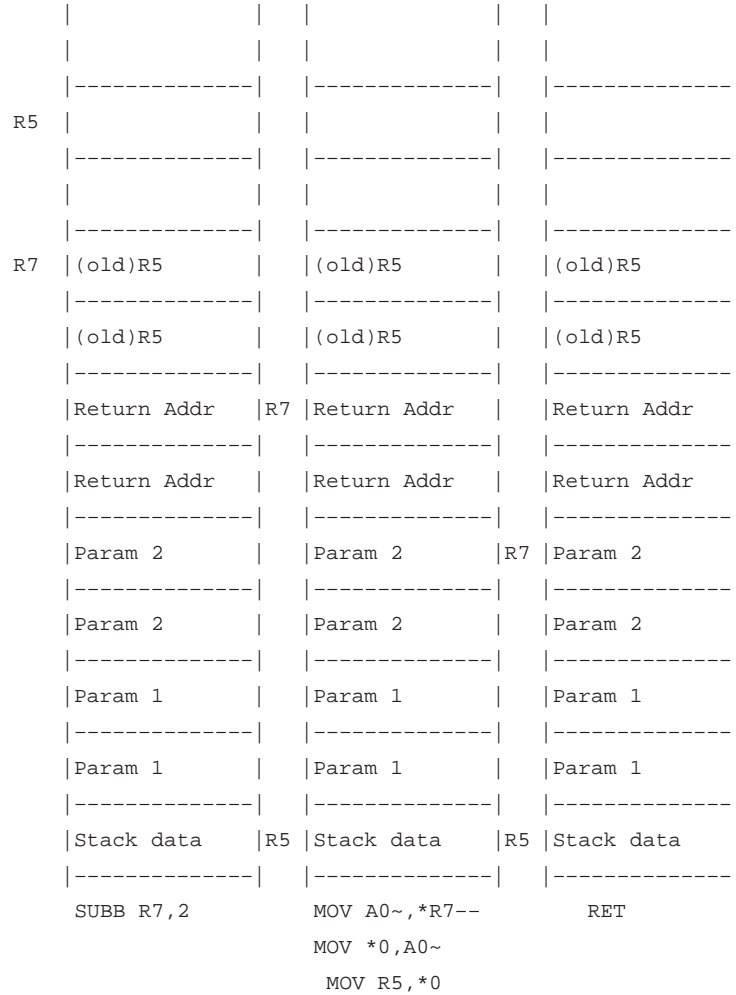 |              |   |              |   |
|              |   |              |   |
|--------------|   |--------------|   |--------------
R5 |              |   |              |   |
|--------------|   |--------------|   |--------------
|              |   |              |   |
|--------------|   |--------------|   |--------------
R7 |(old)R5       |   |(old)R5       |   |(old)R5
|--------------|   |--------------|   |--------------
|(old)R5       |   |(old)R5       |   |(old)R5
|--------------|   |--------------|   |--------------
|Return Addr   |R7 |Return Addr   |   |Return Addr
|--------------|   |--------------|   |--------------
|Return Addr   |   |Return Addr   |   |Return Addr
|--------------|   |--------------|   |--------------
|Param 2       |   |Param 2       |R7 |Param 2
|--------------|   |--------------|   |--------------
|Param 2       |   |Param 2       |   |Param 2
|--------------|   |--------------|   |--------------
|Param 1       |   |Param 1       |   |Param 1
|--------------|   |--------------|   |--------------
|Param 1       |   |Param 1       |   |Param 1
|--------------|   |--------------|   |--------------
|Stack data    |R5 |Stack data    |R5 |Stack data
|--------------|   |--------------|   |--------------
SUBB R7,2 MOV A0~,*R7-- RET
MOV *0,A0~
MOV R5,*0